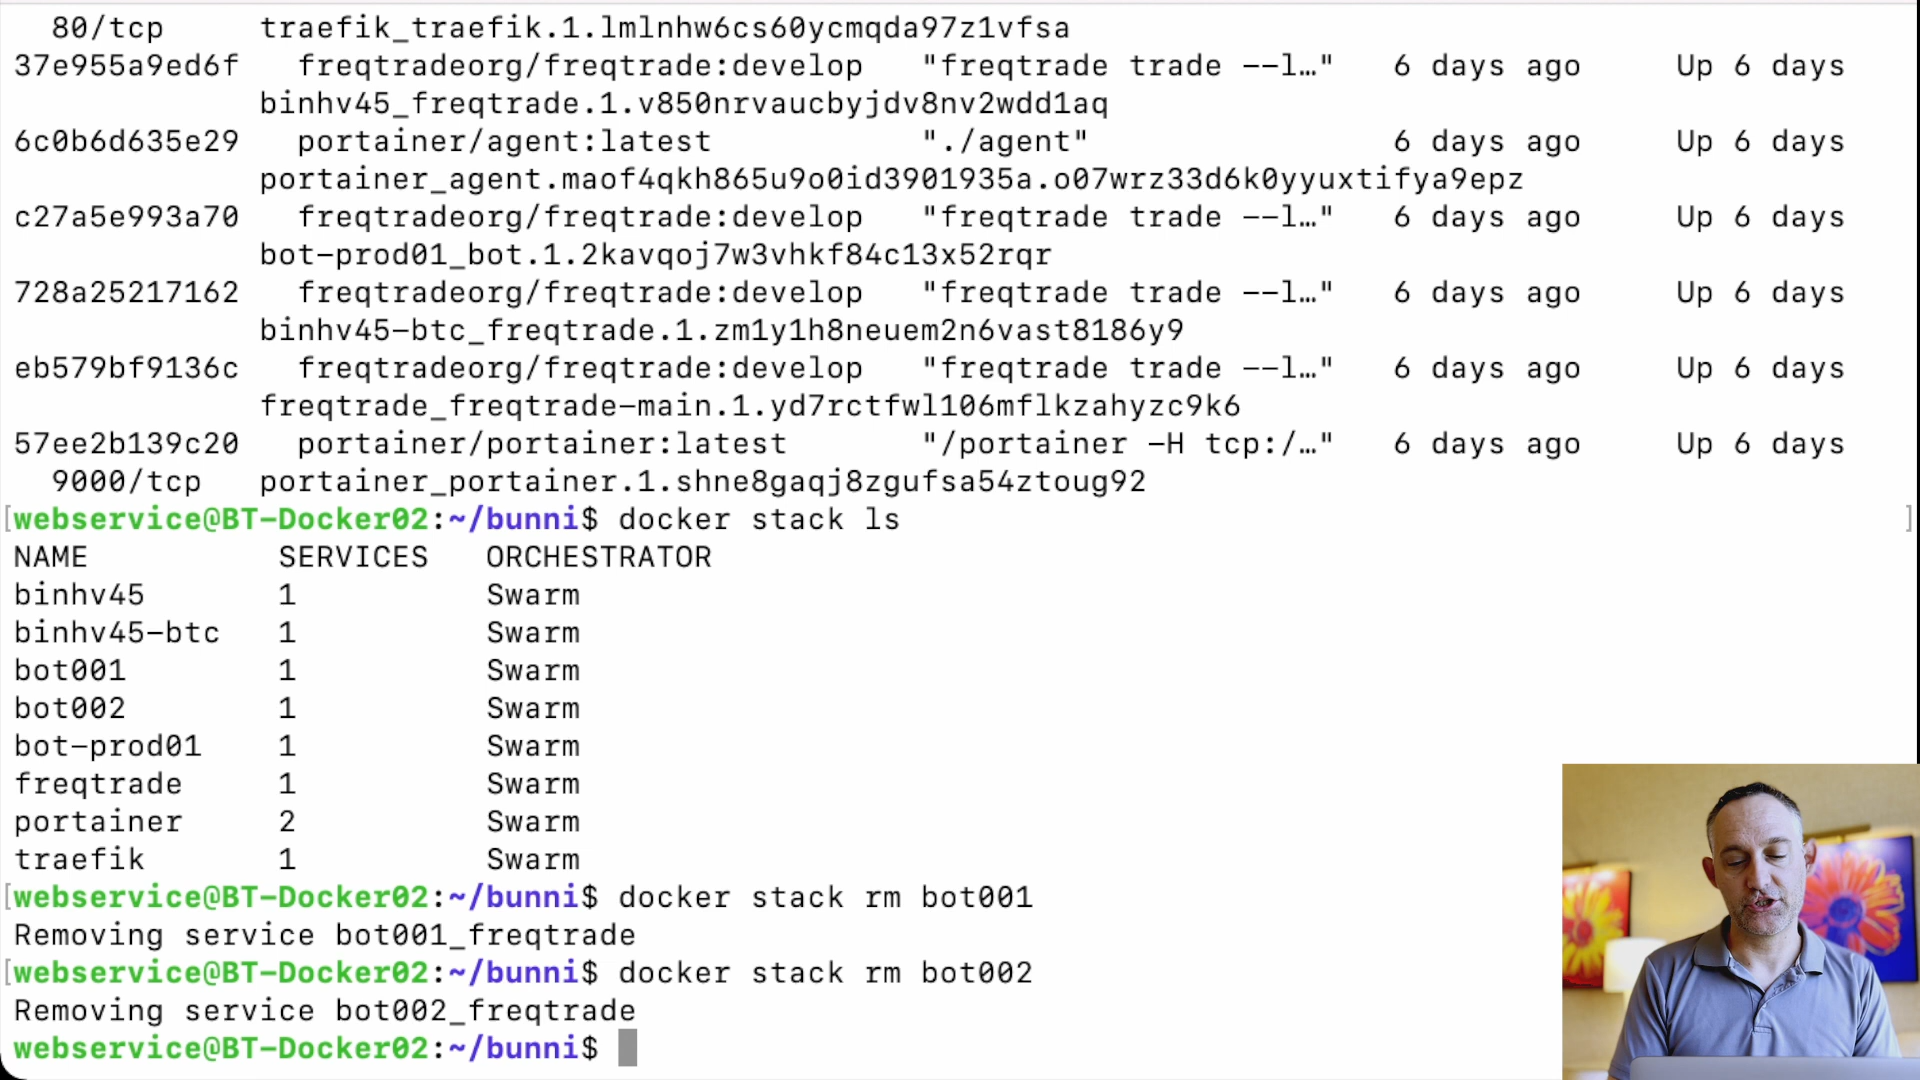 80/tcp traefik_traefik.1.lmlnhw6cs60ycmqda97z1vfsa
37e955a9ed6f freqtradeorg/freqtrade:develop "freqtrade trade --l…" 6 days ago Up 6 days
binhv45_freqtrade.1.v850nrvaucbyjdv8nv2wdd1aq
6c0b6d635e29 portainer/agent:latest "./agent" 6 days ago Up 6 days
portainer_agent.maof4qkh865u9o0id3901935a.o07wrz33d6k0yyuxtifya9epz
c27a5e993a70 freqtradeorg/freqtrade:develop "freqtrade trade --l…" 6 days ago Up 6 days
bot-prod01_bot.1.2kavqoj7w3vhkf84c13x52rqr
728a25217162 freqtradeorg/freqtrade:develop "freqtrade trade --l…" 6 days ago Up 6 days
binhv45-btc_freqtrade.1.zm1y1h8neuem2n6vast8186y9
eb579bf9136c freqtradeorg/freqtrade:develop "freqtrade trade --l…" 6 days ago Up 6 days
freqtrade_freqtrade-main.1.yd7rctfwl106mflkzahyzc9k6
57ee2b139c20 portainer/portainer:latest "/portainer -H tcp:/…" 6 days ago Up 6 days
9000/tcp portainer_portainer.1.shne8gaqj8zgufsa54ztoug92
[webservice@BT-Docker02:~/bunni$ docker stack ls ]
NAME SERVICES ORCHESTRATOR
binhv45 1 Swarm
binhv45-btc 1 Swarm
bot001 1 Swarm
bot002 1 Swarm
bot-prod01 1 Swarm
freqtrade 1 Swarm
portainer 2 Swarm
traefik 1 Swarm
[webservice@BT-Docker02:~/bunni$ docker stack rm bot001
Removing service bot001_freqtrade
[webservice@BT-Docker02:~/bunni$ docker stack rm bot002
Removing service bot002_freqtrade
webservice@BT-Docker02:~/bunni$